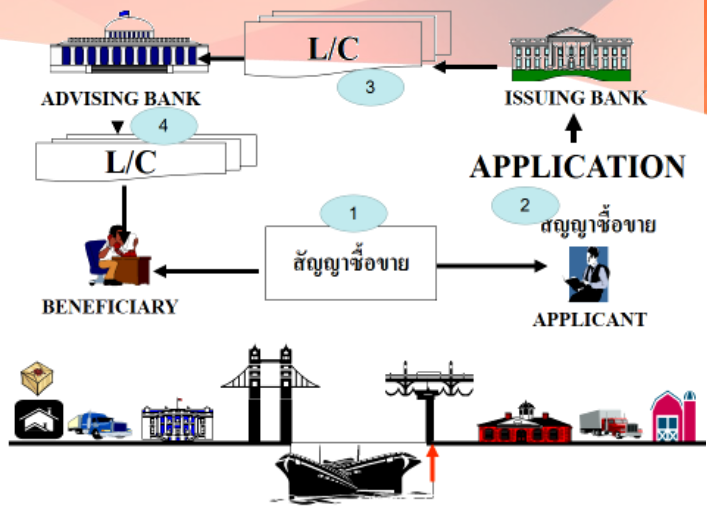 L/C
3
ADVISING BANK
ISSUING BANK
4
L/C
APPLICATION
2
สัญญาซื้อขาย
1
สัญญาซื้อขาย
BENEFICIARY
APPLICANT